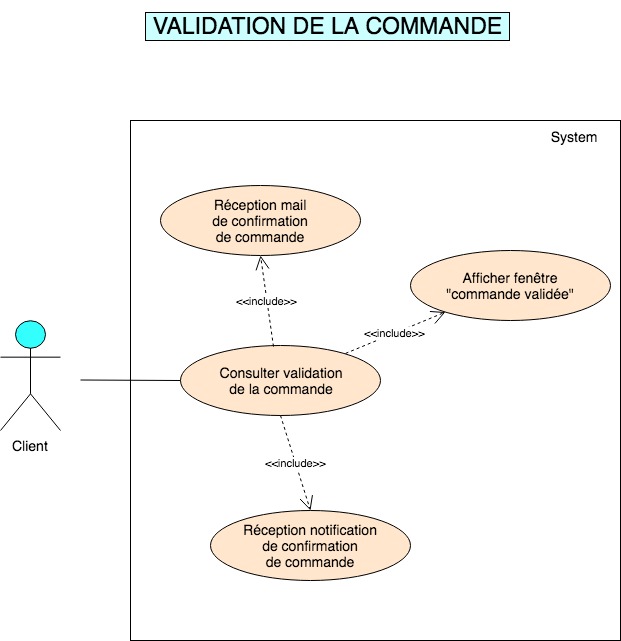 VALIDATION DE LA COMMANDE
System
Réception mail
de confirmation
de commande
Afficher fenêtre
"commande validée"
<<include>>
<<include>>
Consulter validation
de la commande
Client
<<include>>
Réception notification
de confirmation
de commande